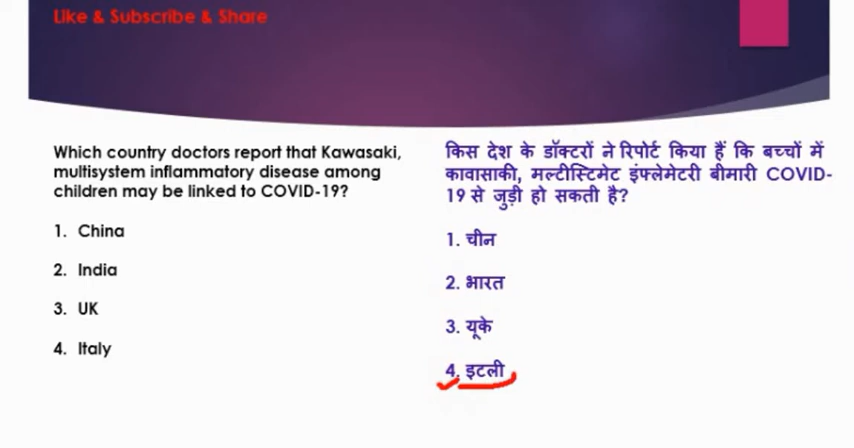 Like & Subscribe & Share
Which country doctors report that Kawasaki,
multisystem inflammatory disease among
children may be linked to COVID-19?
1. China
2. India
3. UK
4. Italy
किस देश के डॉक्टरों ने रिपोर्ट किया हैं कि बच्चों में
कावासाकी, मल्टीस्टिमेट इंफ्लेमेटरी बीमारी COVID-
19 से जुड़ी हो सकती है?
1. चीन
2. भारत
3. यूके
4. इटली